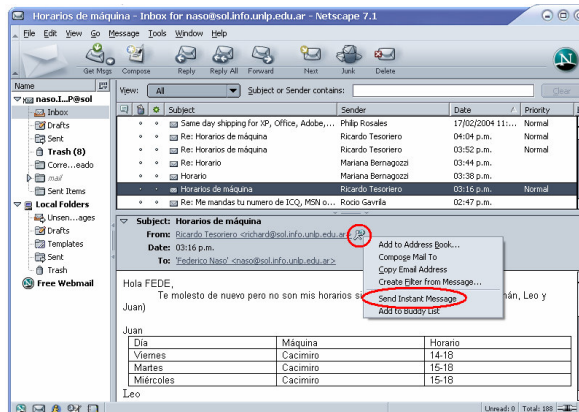 Horarios de máquina - Inbox for naso@sol.info.unlp.edu.ar - Netscape 7.1
File Edit View Go Message Tools Window Help
Get Msgs Compose Reply Reply All Forward Next Junk Delete
Name
View: All Subject or Sender contains: Clear
naso.I...P@sol
Inbox
Drafts
Sent
Trash (8)
Corre...eado
mail
Sent Items
Local Folders
Unsen...ages
Drafts
Templates
Sent
Trash
Free Webmail
Subject Sender Date Priority
Same day shipping for XP, Office, Adobe,... Philip Rosales 17/02/2004 11:... Normal
Re: Horarios de máquina Ricardo Tesoriero 04:04 p.m. Normal
Re: Horarios de máquina Ricardo Tesoriero 03:52 p.m. Normal
Re: Horario Mariana Bernagozzi 03:44 p.m.
Horario Mariana Bernagozzi 03:38 p.m.
Horarios de máquina Ricardo Tesoriero 03:16 p.m. Normal
Re: Me mandas tu numero de ICQ, MSN o... Rocio Gavrila 02:47 p.m.
Subject: Horarios de máquina
From: Ricardo Tesoriero <richard@sol.info.unlp.edu.ar>
Date: 03:16 p.m.
To: 'Federico Naso' <naso@sol.info.unlp.edu.ar>
Add to Address Book...
Compose Mail To
Copy Email Address
Create Filter from Message...
Send Instant Message
Add to Buddy List
Hola FEDE,
Te molesto de nuevo pero no son mis horarios si mán, Leo y
Juan)
Juan
Día Máquina Horario
Viernes Cacimiro 14-18
Martes Cacimiro 15-18
Miércoles Cacimiro 15-18
Leo
Unread: 0 Total: 188